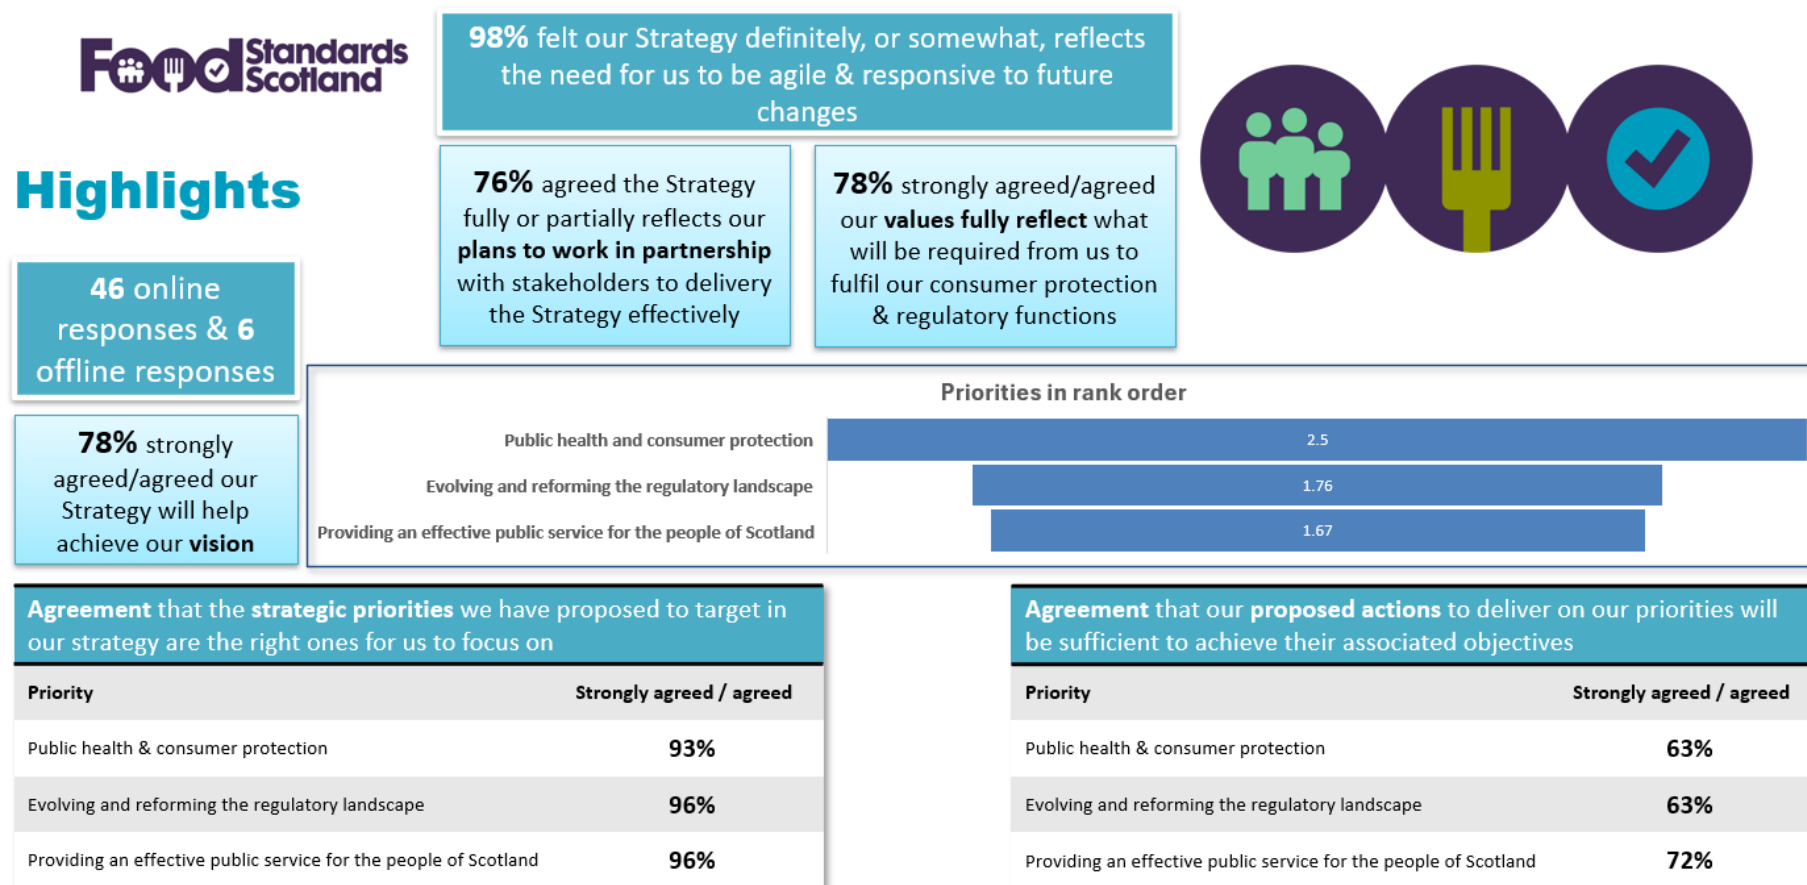 Food Standards
Scotland
Highlights
98% felt our Strategy definitely, or somewhat, reflects
the need for us to be agile & responsive to future
changes
76% agreed the Strategy
fully or partially reflects our
plans to work in partnership
with stakeholders to delivery
the Strategy effectively
78% strongly agreed/agreed
our values fully reflect what
will be required from us to
fulfil our consumer protection
& regulatory functions
46 online
responses & 6
offline responses
78% strongly
agreed/agreed our
Strategy will help
achieve our vision
Priorities in rank order
Public health and consumer protection 2.5
Evolving and reforming the regulatory landscape 1.76
Providing an effective public service for the people of Scotland 1.67
Agreement that the strategic priorities we have proposed to target in
our strategy are the right ones for us to focus on
Priority Strongly agreed / agreed
Public health & consumer protection 93%
Evolving and reforming the regulatory landscape 96%
Providing an effective public service for the people of Scotland 96%
Agreement that our proposed actions to deliver on our priorities will
be sufficient to achieve their associated objectives
Priority Strongly agreed / agreed
Public health & consumer protection 63%
Evolving and reforming the regulatory landscape 63%
Providing an effective public service for the people of Scotland 72%